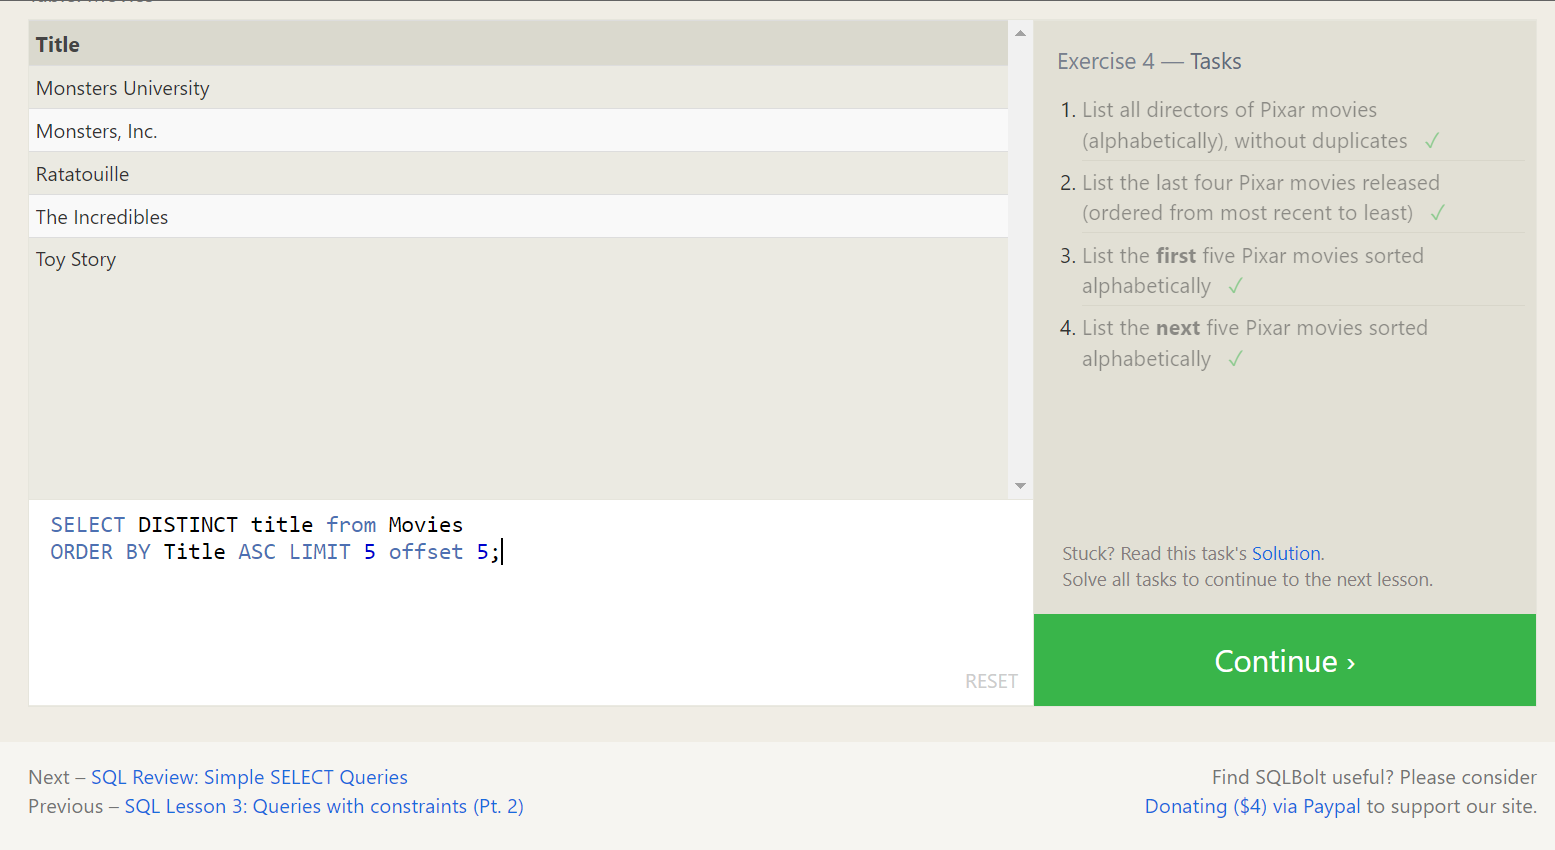 Title
Monsters University
Monsters, Inc.
Ratatouille
The Incredibles
Toy Story
SELECT DISTINCT title from Movies
ORDER BY Title ASC LIMIT 5 offset 5;
RESET
Exercise 4 — Tasks
1. List all directors of Pixar movies
(alphabetically), without duplicates ✓
2. List the last four Pixar movies released
(ordered from most recent to least) ✓
3. List the first five Pixar movies sorted
alphabetically ✓
4. List the next five Pixar movies sorted
alphabetically ✓
Stuck? Read this task's Solution.
Solve all tasks to continue to the next lesson.
Continue ›
Next – SQL Review: Simple SELECT Queries
Previous – SQL Lesson 3: Queries with constraints (Pt. 2)
Find SQLBolt useful? Please consider
Donating ($4) via Paypal to support our site.